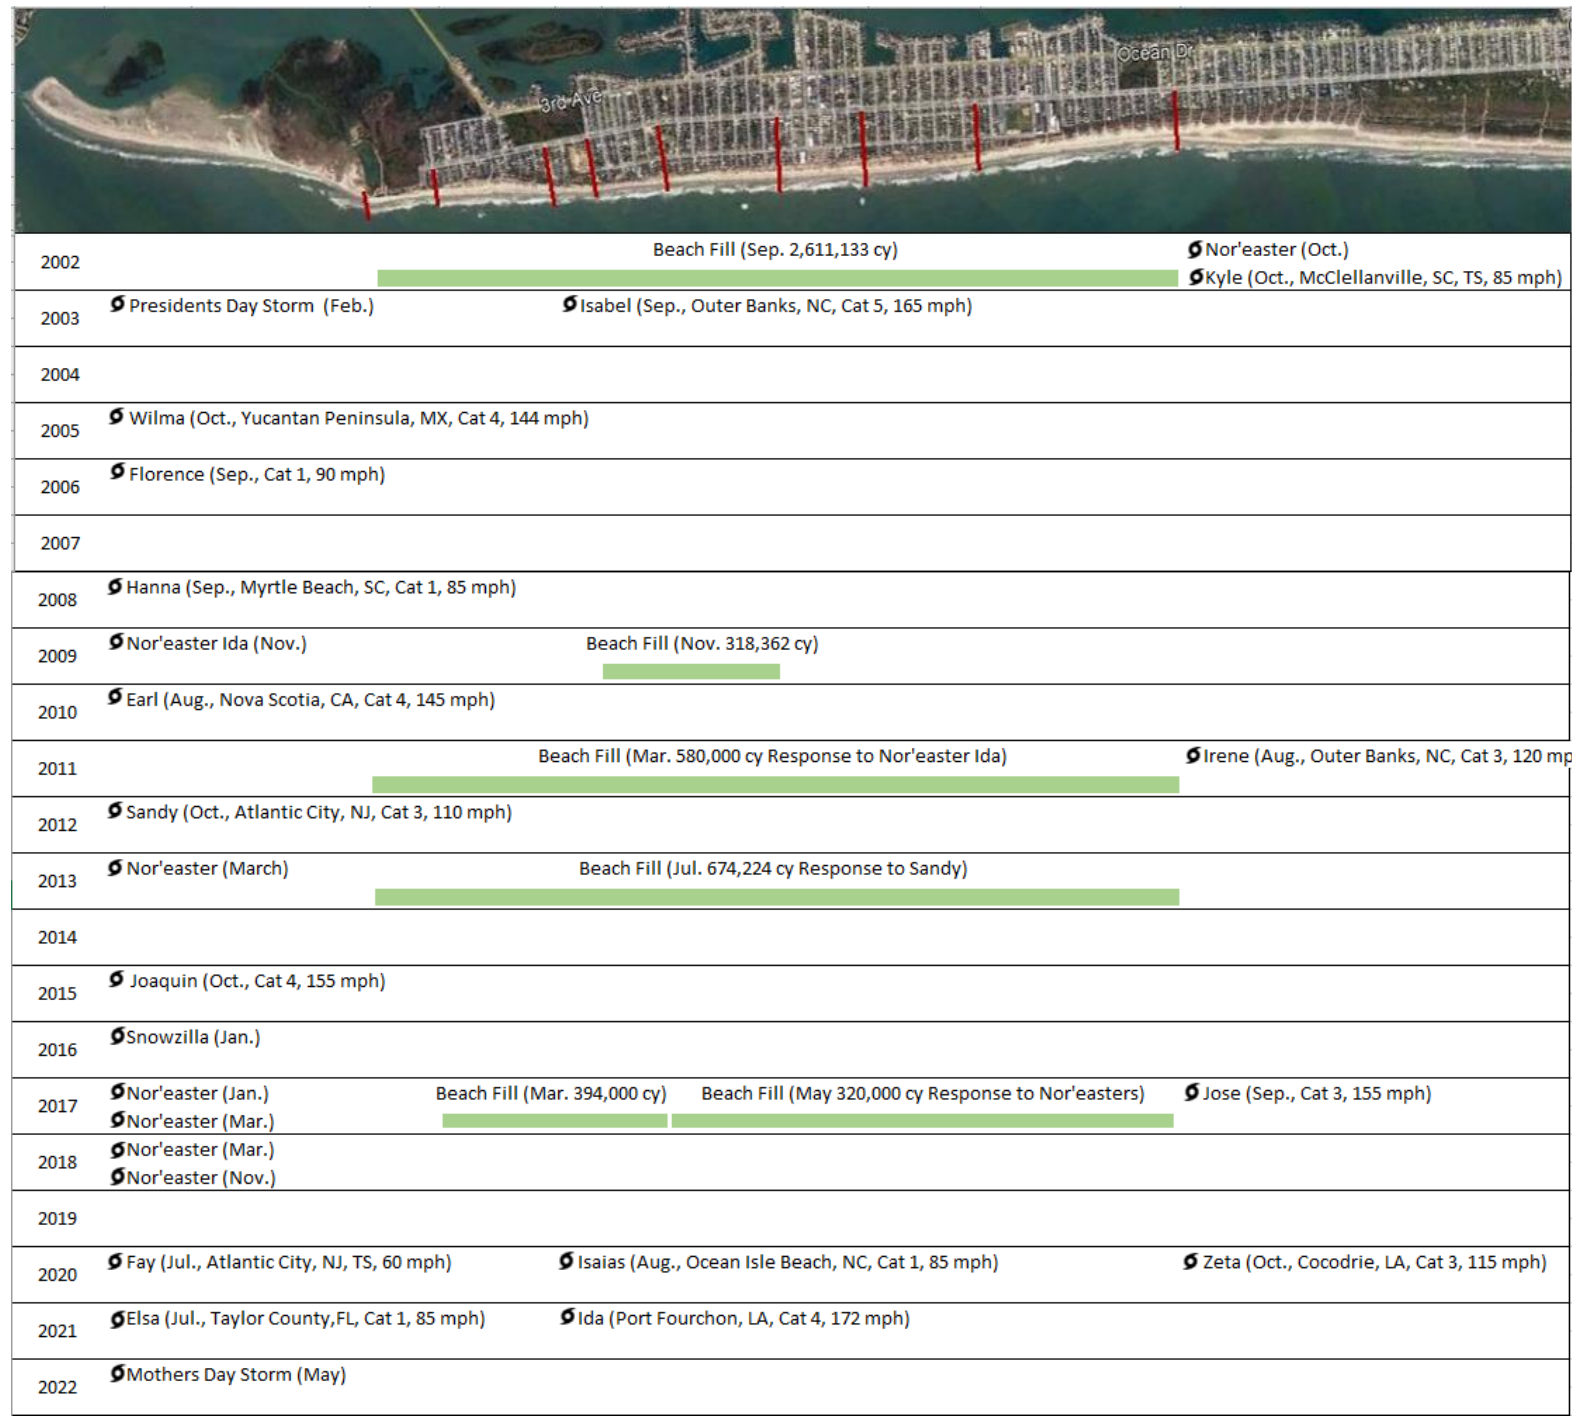 Ocean Dr
3rd Ave
2002
Beach Fill (Sep. 2,611,133 cy)
Nor'easter (Oct.)
Kyle (Oct., McClellanville, SC, TS, 85 mph)
2003
Presidents Day Storm (Feb.)
Isabel (Sep., Outer Banks, NC, Cat 5, 165 mph)
2004
2005
Wilma (Oct., Yucantan Peninsula, MX, Cat 4, 144 mph)
2006
Florence (Sep., Cat 1, 90 mph)
2007
2008
Hanna (Sep., Myrtle Beach, SC, Cat 1, 85 mph)
2009
Nor'easter Ida (Nov.)
Beach Fill (Nov. 318,362 cy)
2010
Earl (Aug., Nova Scotia, CA, Cat 4, 145 mph)
2011
Beach Fill (Mar. 580,000 cy Response to Nor'easter Ida)
Irene (Aug., Outer Banks, NC, Cat 3, 120 mp
2012
Sandy (Oct., Atlantic City, NJ, Cat 3, 110 mph)
2013
Nor'easter (March)
Beach Fill (Jul. 674,224 cy Response to Sandy)
2014
2015
Joaquin (Oct., Cat 4, 155 mph)
2016
Snowzilla (Jan.)
2017
Nor'easter (Jan.)
Nor'easter (Mar.)
Beach Fill (Mar. 394,000 cy)
Beach Fill (May 320,000 cy Response to Nor'easters)
Jose (Sep., Cat 3, 155 mph)
2018
Nor'easter (Mar.)
Nor'easter (Nov.)
2019
2020
Fay (Jul., Atlantic City, NJ, TS, 60 mph)
Isaias (Aug., Ocean Isle Beach, NC, Cat 1, 85 mph)
Zeta (Oct., Cocodrie, LA, Cat 3, 115 mph)
2021
Elsa (Jul., Taylor County,FL, Cat 1, 85 mph)
Ida (Port Fourchon, LA, Cat 4, 172 mph)
2022
Mothers Day Storm (May)